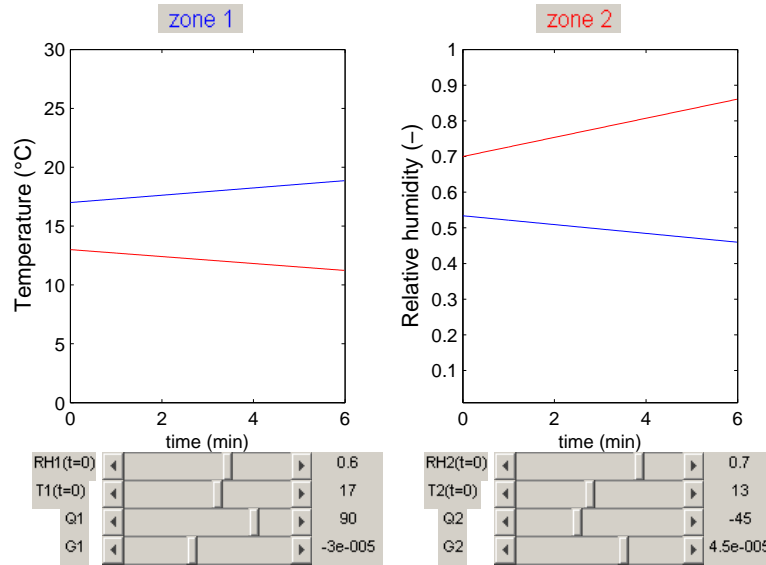 zone 1
zone 2
30
25
20
15
10
5
0
Temperature (°C)
0 2 4 6
time (min)
1
0.9
0.8
0.7
0.6
0.5
0.4
0.3
0.2
0.1
Relative humidity (−)
0 2 4 6
time (min)
RH1(t=0) 0.6
T1(t=0) 17
Q1 90
G1 -3e-005
RH2(t=0) 0.7
T2(t=0) 13
Q2 -45
G2 4.5e-005